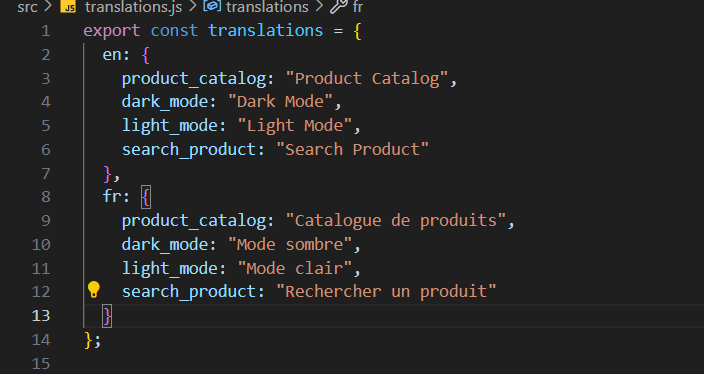 src > JS translations.js > translations > fr
1 export const translations = {
2   en: {
3     product_catalog: "Product Catalog",
4     dark_mode: "Dark Mode",
5     light_mode: "Light Mode",
6     search_product: "Search Product"
7   },
8   fr: {
9     product_catalog: "Catalogue de produits",
10     dark_mode: "Mode sombre",
11     light_mode: "Mode clair",
12     search_product: "Rechercher un produit"
13   }
14 };
15